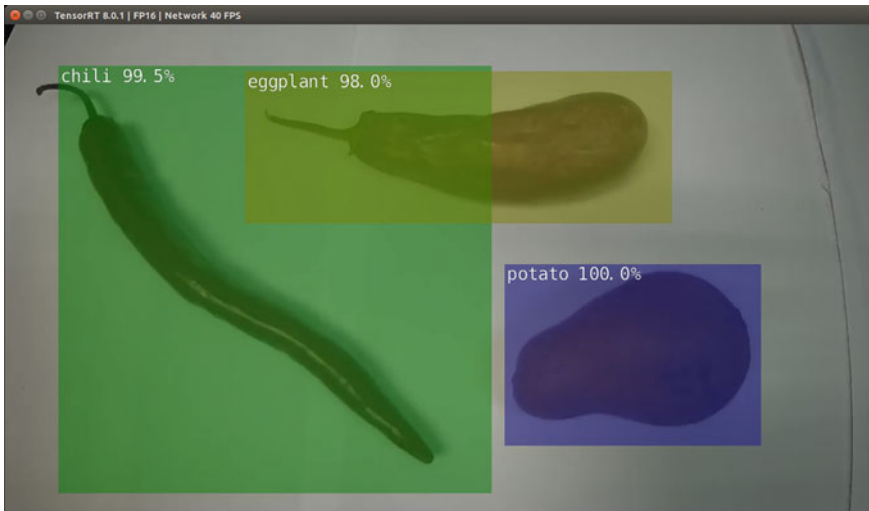 TensorRT 8.0.1 | FP16 | Network 40 FPS
chili 99.5%
eggplant 98.0%
potato 100.0%